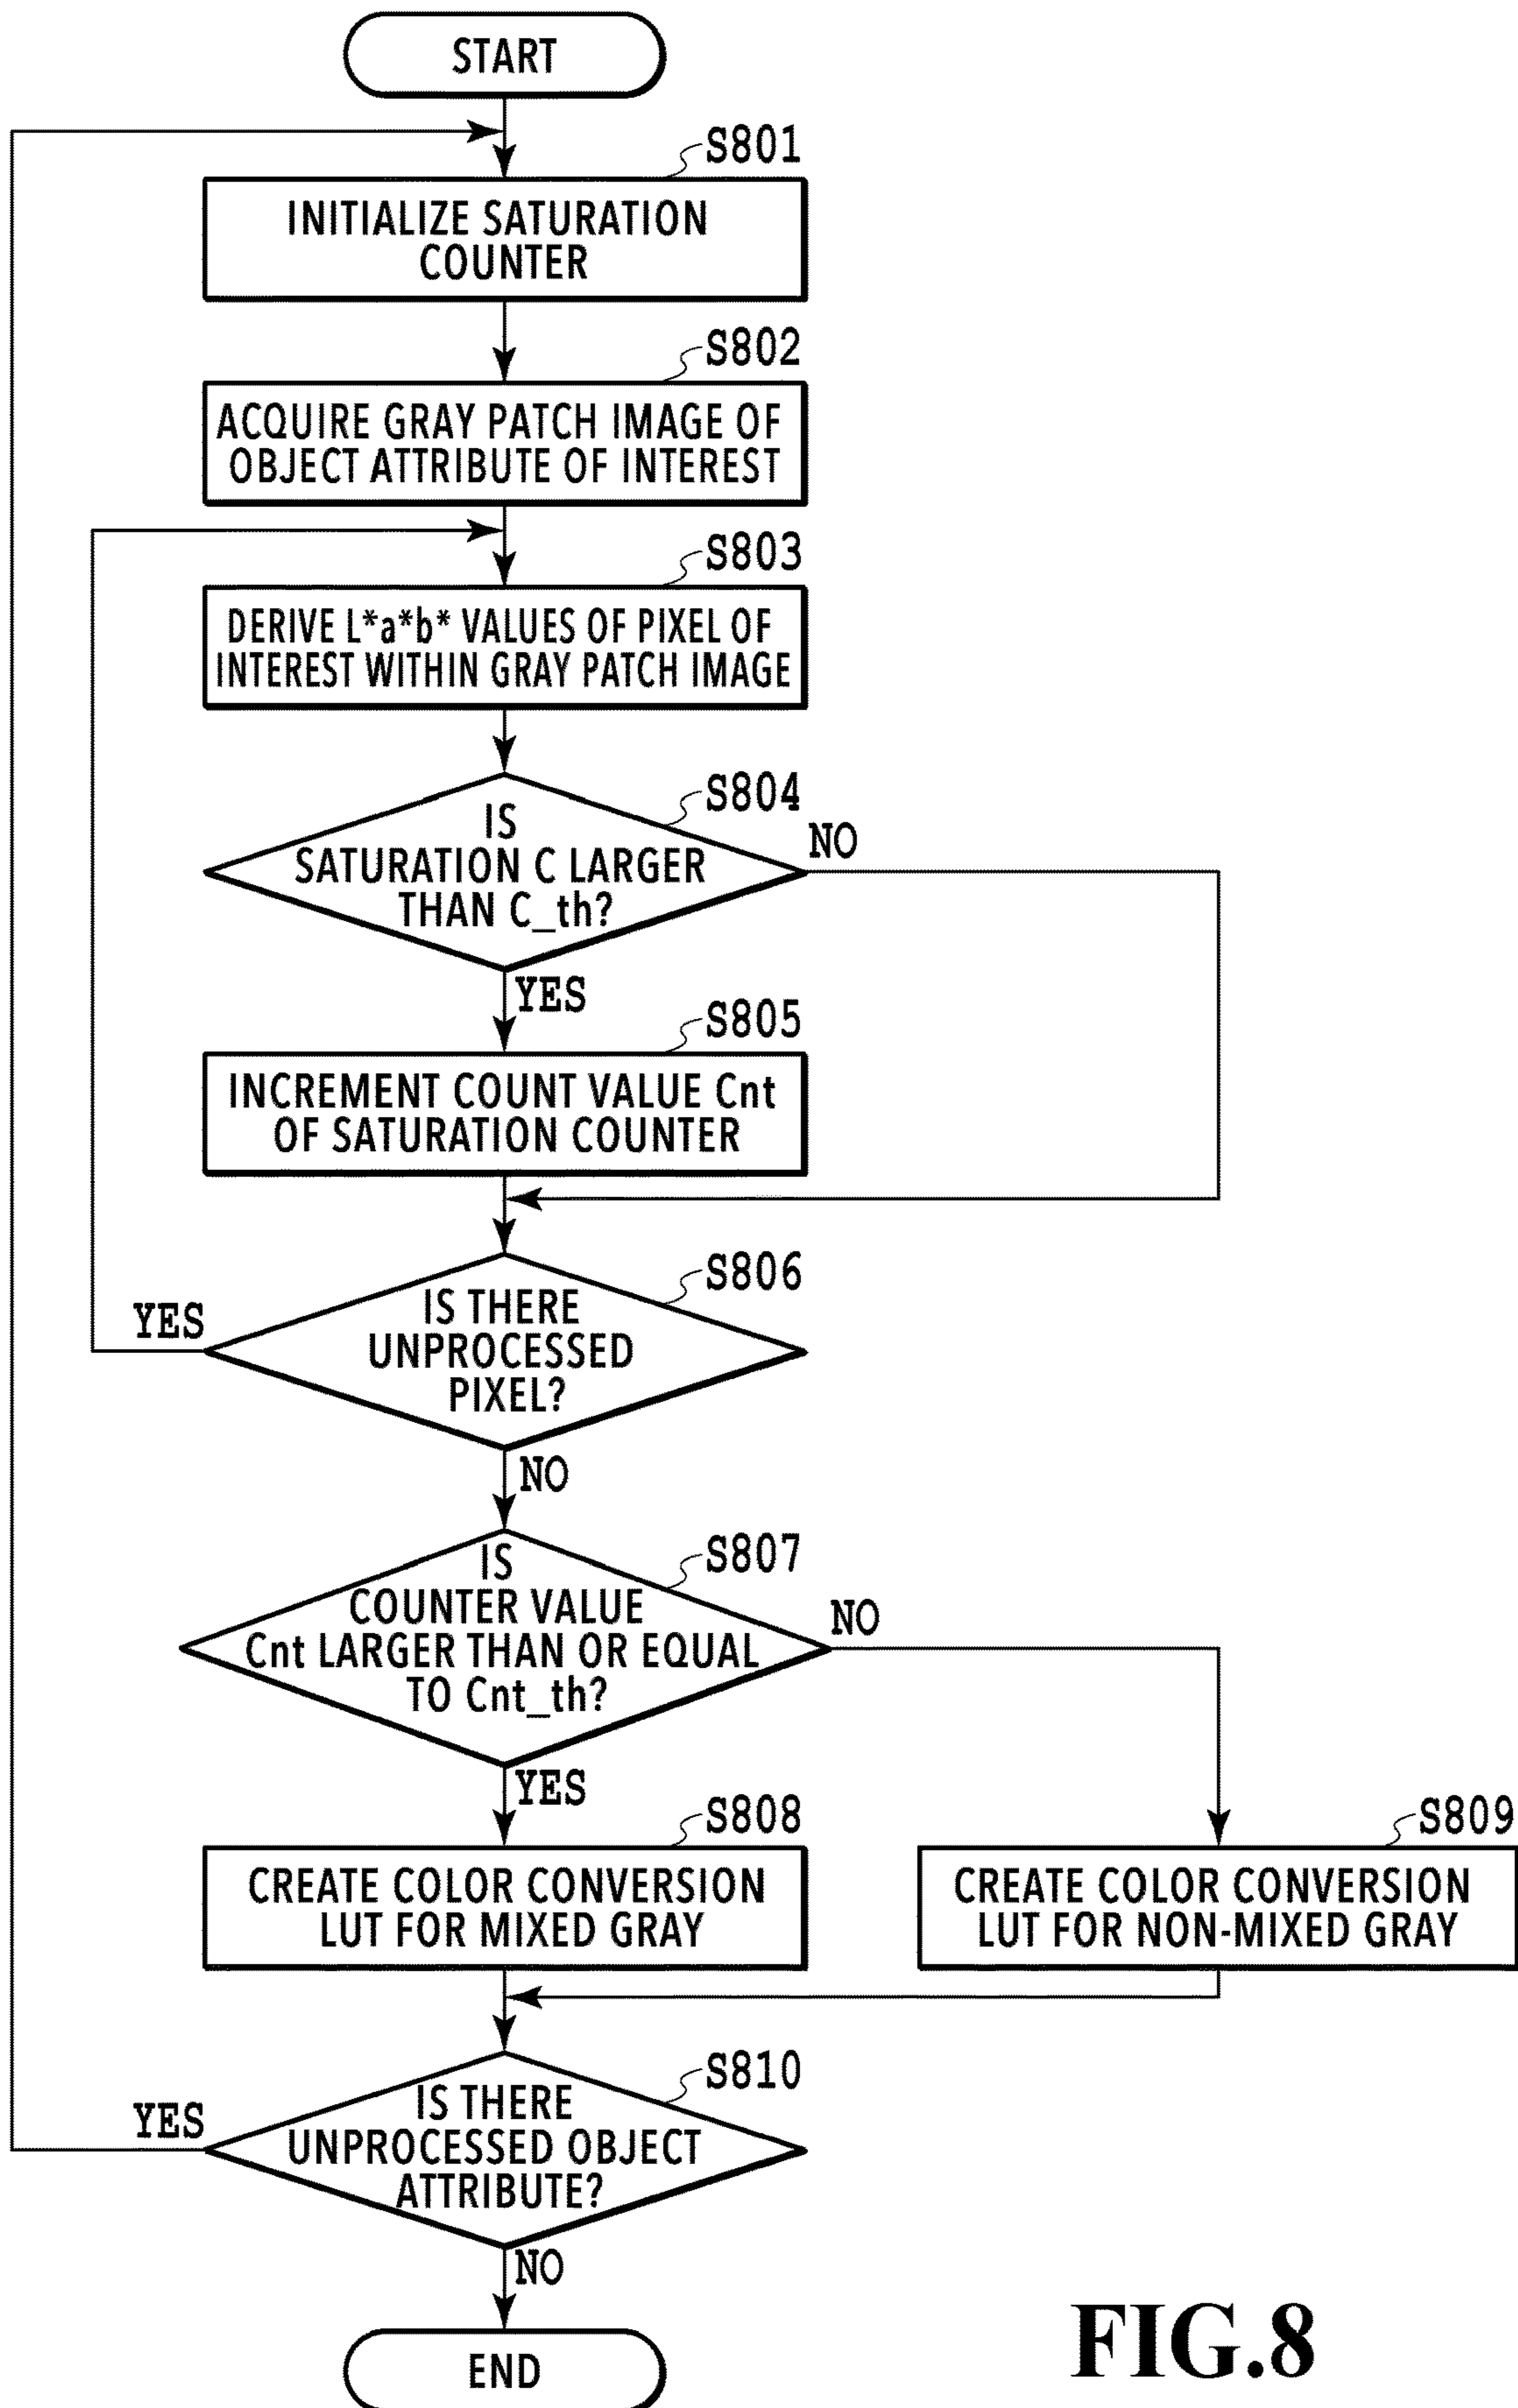 START
S801
INITIALIZE SATURATION
COUNTER
S802
ACQUIRE GRAY PATCH IMAGE OF
OBJECT ATTRIBUTE OF INTEREST
S803
DERIVE L*a*b* VALUES OF PIXEL OF
INTEREST WITHIN GRAY PATCH IMAGE
S804
IS
SATURATION C LARGER
THAN C_th?
NO
YES
S805
INCREMENT COUNT VALUE Cnt
OF SATURATION COUNTER
S806
IS THERE
UNPROCESSED
PIXEL?
YES
NO
S807
IS
COUNTER VALUE
Cnt LARGER THAN OR EQUAL
TO Cnt_th?
NO
YES
S808
CREATE COLOR CONVERSION
LUT FOR MIXED GRAY
S809
CREATE COLOR CONVERSION
LUT FOR NON-MIXED GRAY
S810
IS THERE
UNPROCESSED OBJECT
ATTRIBUTE?
YES
NO
END
FIG.8